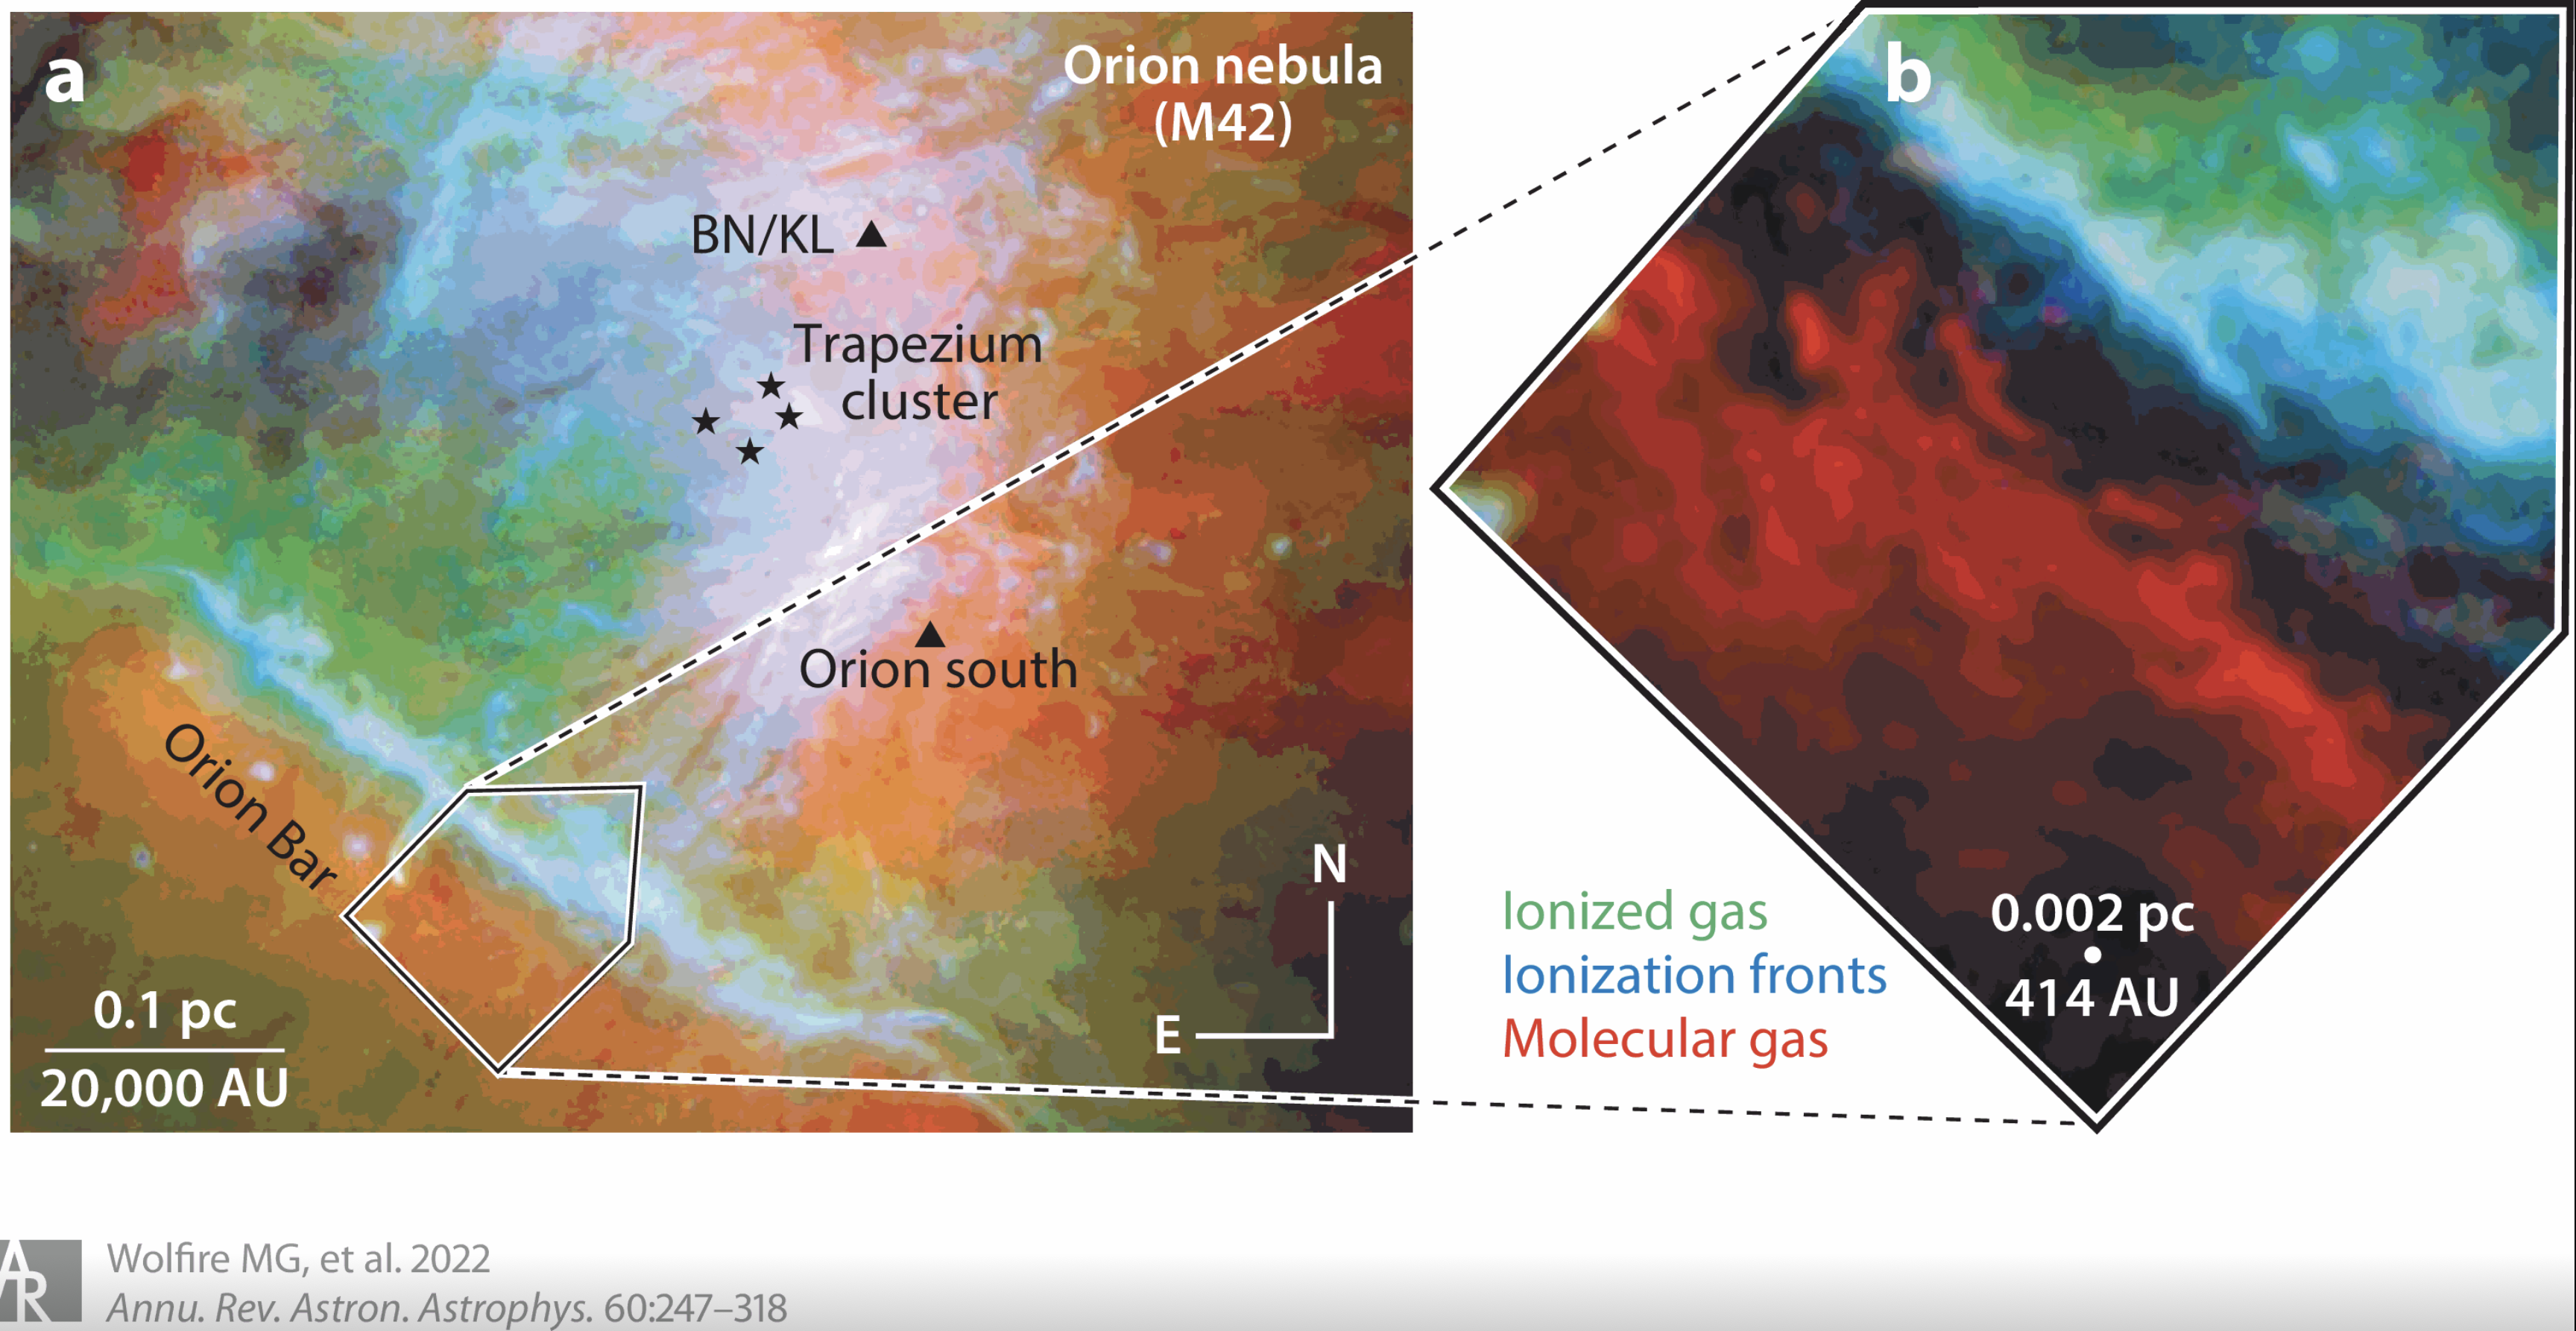 a
Orion nebula
(M42)
BN/KL
Trapezium
cluster
Orion south
Orion Bar
0.1 pc
20,000 AU
N
E
b
Ionized gas
Ionization fronts
Molecular gas
0.002 pc
414 AU
AR
Wolfire MG, et al. 2022
Annu. Rev. Astron. Astrophys. 60:247–318